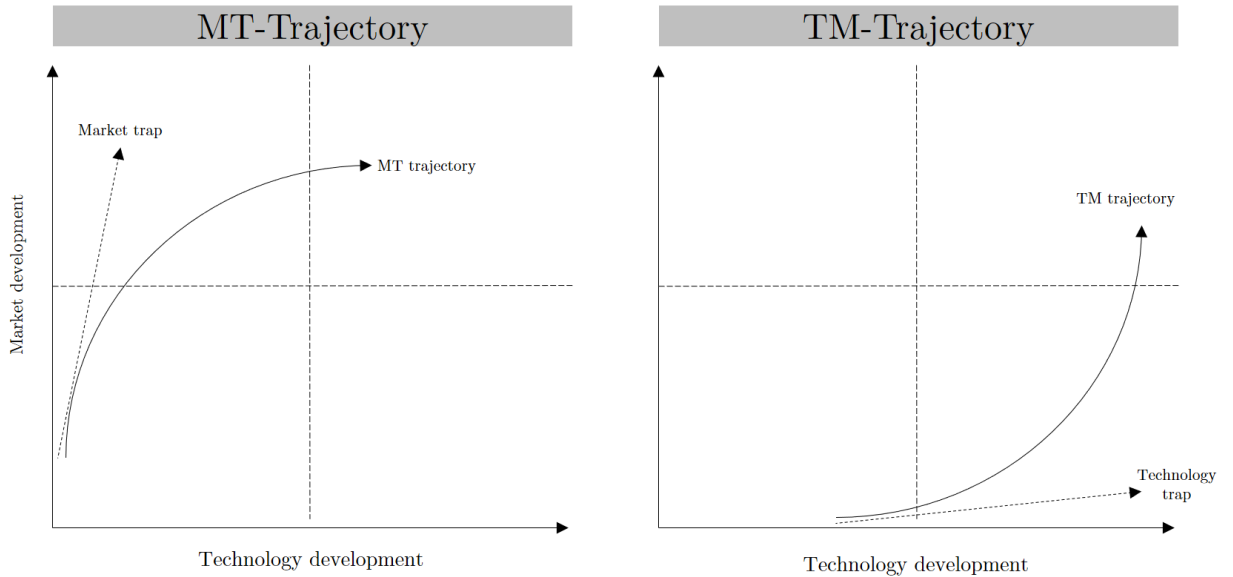 MT-Trajectory
Market trap
MT trajectory
Market development
Technology development
TM-Trajectory
TM trajectory
Technology
trap
Technology development